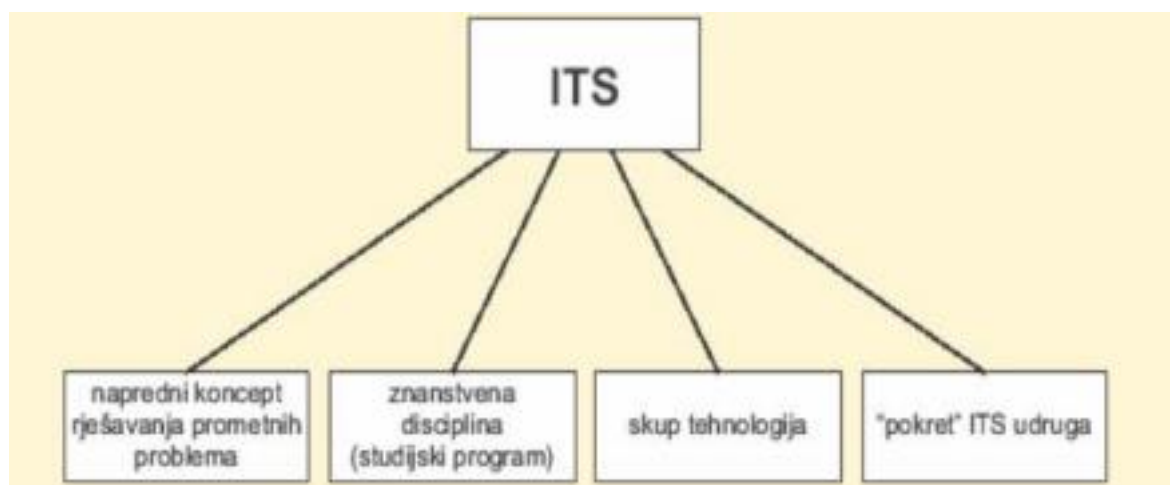 ITS
napredni koncept
rješavanja prometnih
problema
znanstvena
disciplina
(studijski program)
skup tehnologija
"pokret" ITS udruga